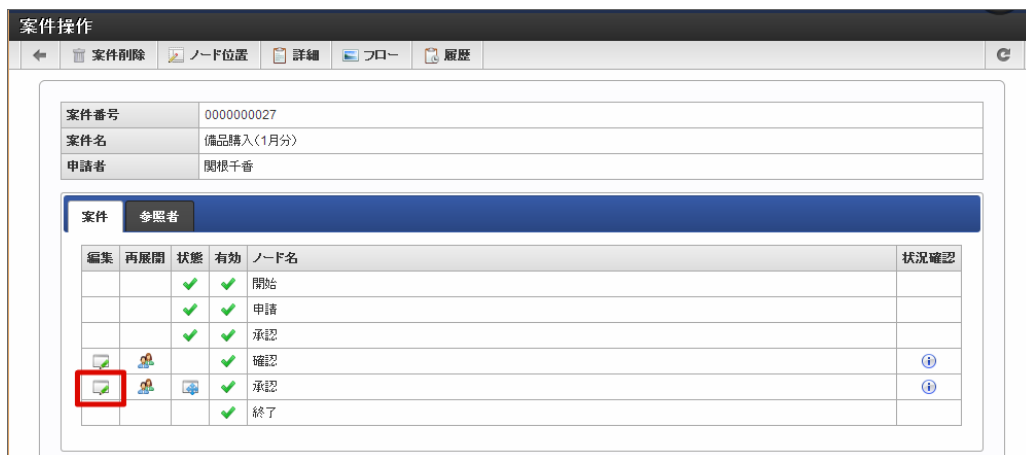 案件操作
案件削除 ノード位置 詳細 フロー 履歴
案件番号 0000000027
案件名 備品購入(1月分)
申請者 関根千香
案件 参照者
編集 再展開 状態 有効 ノード名 状況確認
開始
申請
承認
確認
承認
終了